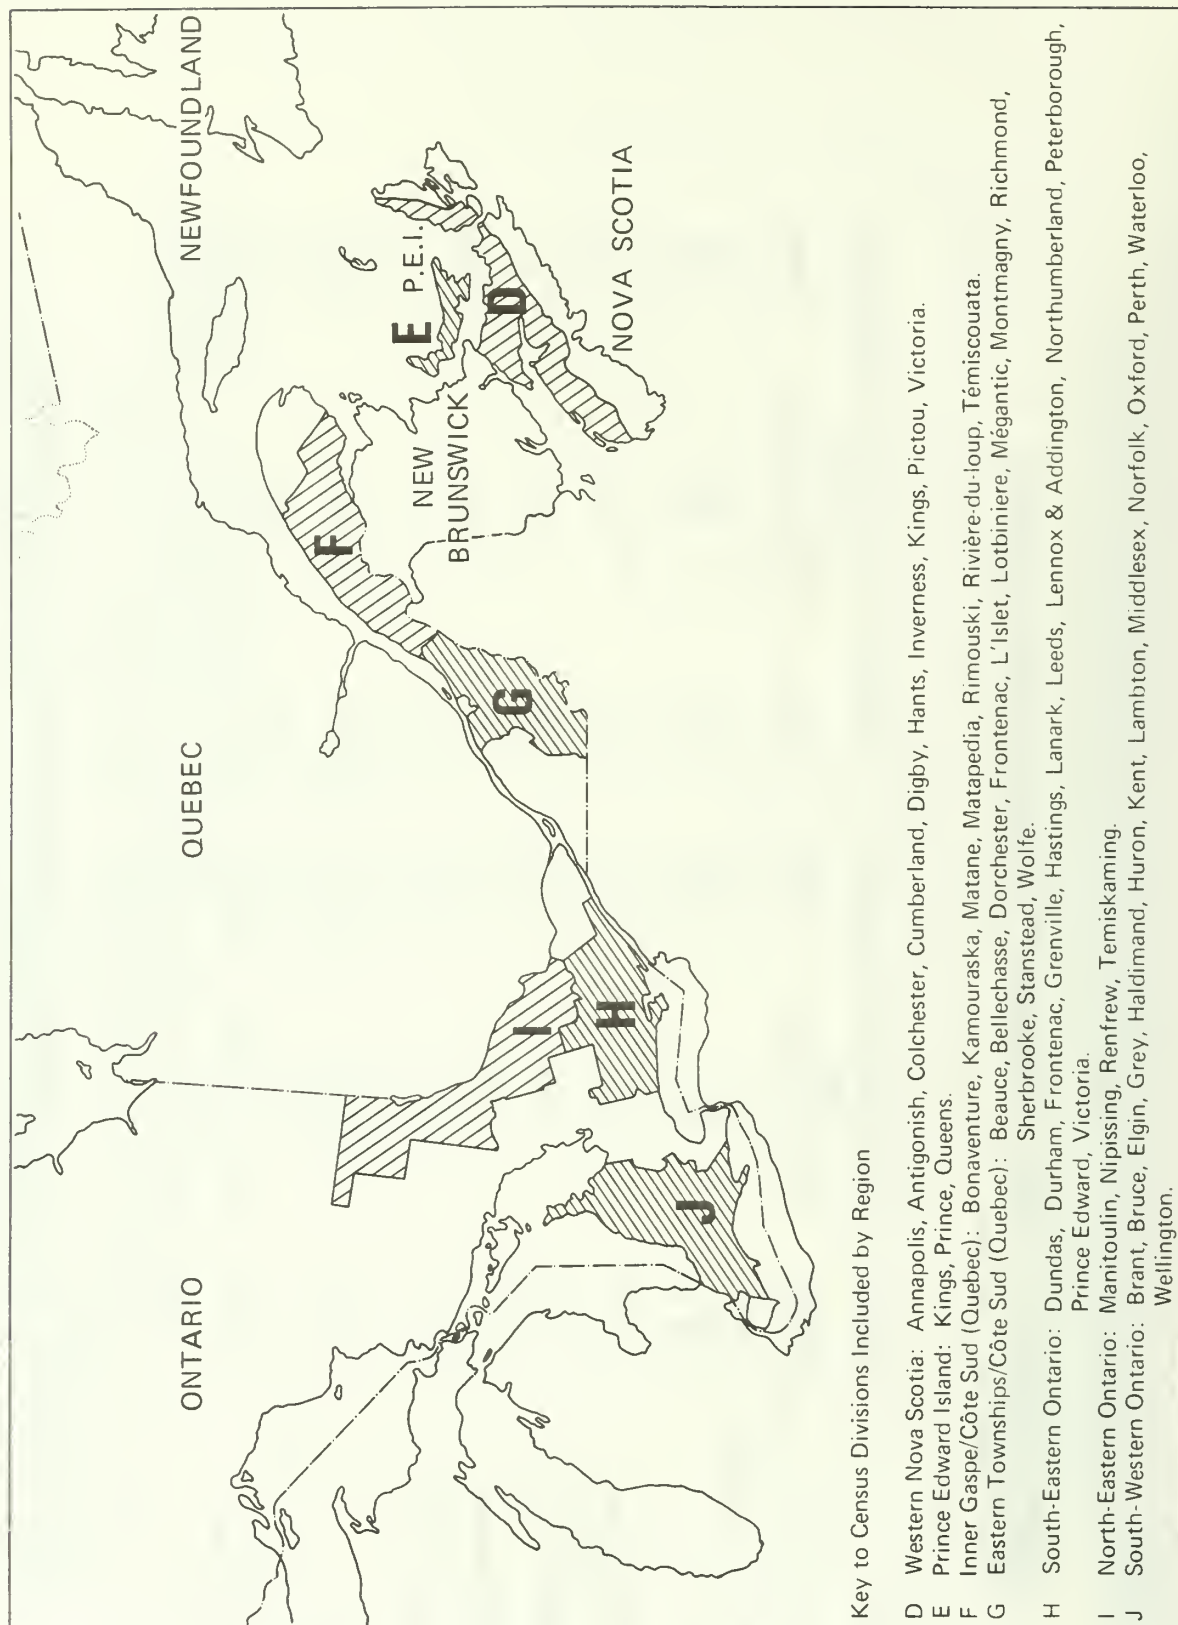 ONTARIO
QUEBEC
NEWFOUNDLAND
NEW
BRUNSWICK
P.E.I.
NOVA SCOTIA
D
E
F
G
H
I
J
Key to Census Divisions Included by Region
D Western Nova Scotia: Annapolis, Antigonish, Colchester, Cumberland, Digby, Hants, Inverness, Kings, Pictou, Victoria.
E Prince Edward Island: Kings, Prince, Queens.
F Inner Gaspe/Côte Sud (Quebec): Bonaventure, Kamouraska, Matane, Matapedia, Rimouski, Rivière-du-loup, Témiscouata.
G Eastern Townships/Côte Sud (Quebec): Beauce, Bellechasse, Dorchester, Frontenac, L'Islet, Lotbiniere, Mégantic, Montmagny, Richmond,
Sherbrooke, Stanstead, Wolfe.
H South-Eastern Ontario: Dundas, Durham, Frontenac, Grenville, Hastings, Lanark, Leeds, Lennox & Addington, Northumberland, Peterborough,
Prince Edward, Victoria.
I North-Eastern Ontario: Manitoulin, Nipissing, Renfrew, Temiskaming.
J South-Western Ontario: Brant, Bruce, Elgin, Grey, Haldimand, Huron, Kent, Lambton, Middlesex, Norfolk, Oxford, Perth, Waterloo,
Wellington.